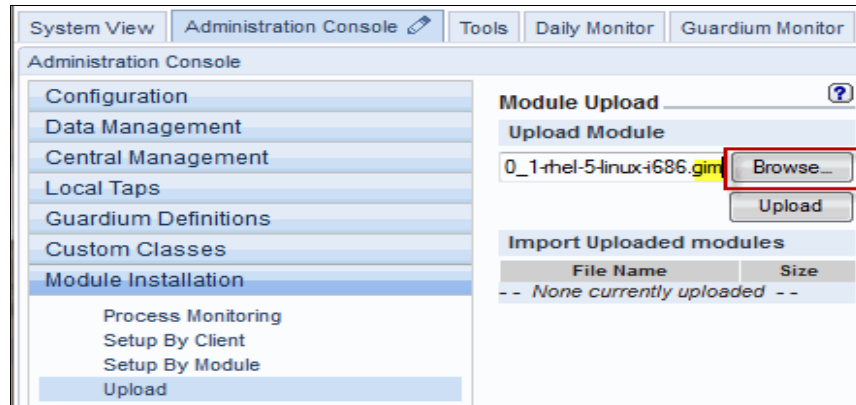 System View Administration Console Tools Daily Monitor Guardium Monitor
Administration Console
Configuration
Data Management
Central Management
Local Taps
Guardium Definitions
Custom Classes
Module Installation
Process Monitoring
Setup By Client
Setup By Module
Upload
Module Upload ?
Upload Module
0_1-rhel-5-linux-i686.gim Browse...
Upload
Import Uploaded modules
File Name Size
-- None currently uploaded --